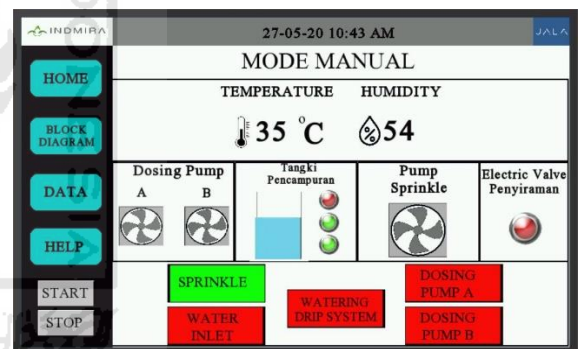 INDMIRA
27-05-20 10:43 AM
JALA
MODE MANUAL
HOME
TEMPERATURE HUMIDITY
35 °C
% 54
BLOCK
DIAGRAM
Dosing Pump
A B
Tangki
Pencampuran
Pump
Sprinkle
Electric Valve
Penyiraman
DATA
HELP
START
STOP
SPRINKLE
WATER
INLET
WATERING
DRIP SYSTEM
DOSING
PUMP A
DOSING
PUMP B